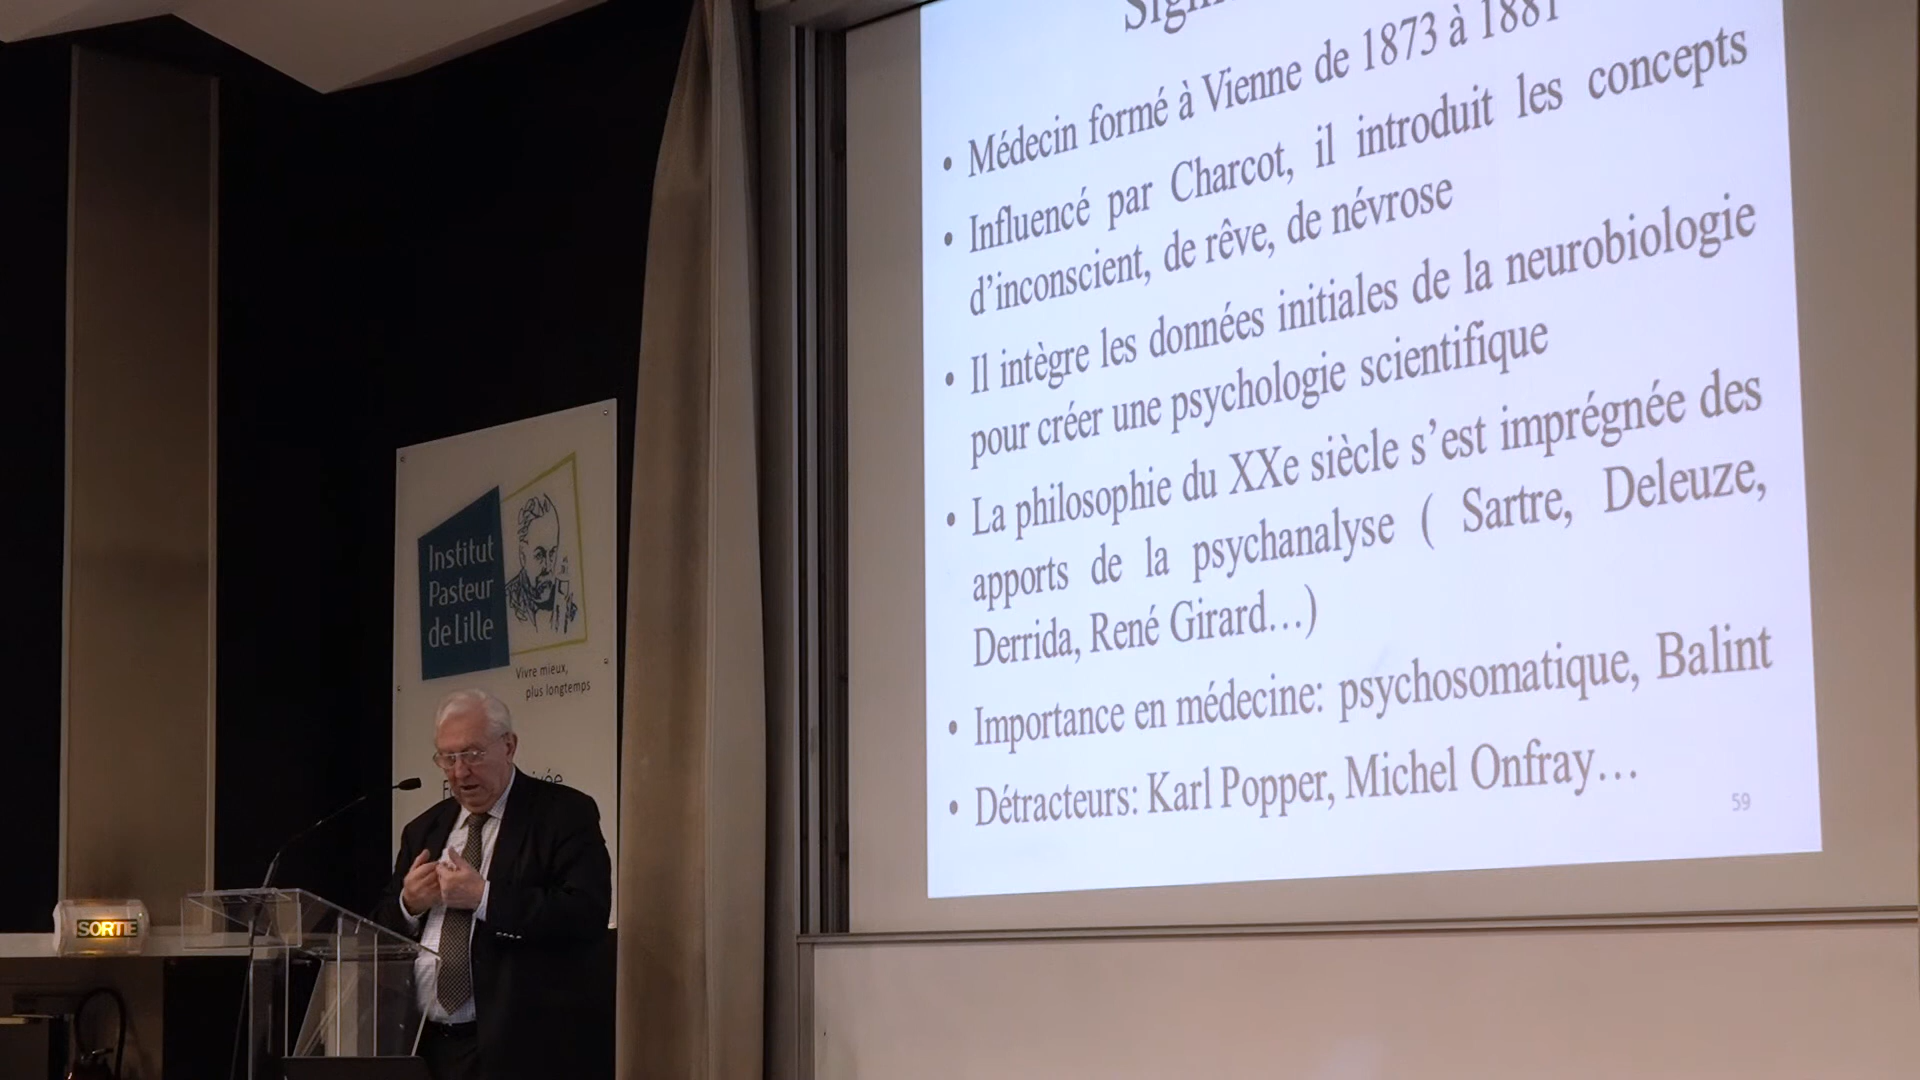 Médecin formé à Vienne de 1873 à 1881
• Influencé par Charcot, il introduit les concepts
d'inconscient, de rêve, de névrose
• Il intègre les données initiales de la neurobiologie
pour créer une psychologie scientifique
• La philosophie du XXe siècle s'est imprégnée des
apports de la psychanalyse ( Sartre, Deleuze,
Derrida, René Girard…)
• Importance en médecine: psychosomatique, Balint
• Détracteurs: Karl Popper, Michel Onfray…
59
Institut
Pasteur
de Lille
Vivre mieux,
plus longtemps
SORTIE